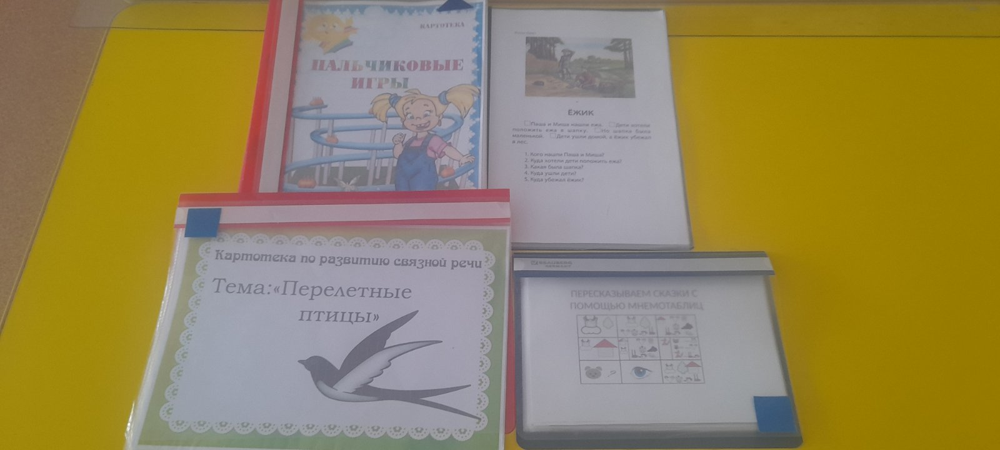 КАРТОТЕКА
ПАЛЬЧИКОВЫЕ
ИГРЫ
ЁЖИК
Паша и Миша нашли ежа. Дети хотели
положить ежа в шапку. Но шапка была
маленькой. Дети ушли домой, а ёжик убежал
в лес.
1. Кого нашли Паша и Миша?
2. Куда хотели дети положить ежа?
3. Какая была шапка?
4. Куда ушли дети?
5. Куда убежал ёжик?
Картотека по развитию связной речи
Тема:«Перелетные
птицы»
BRAUBERG
GERMANY
ПЕРЕСКАЗЫВАЕМ СКАЗКИ С
ПОМОЩЬЮ МНЕМОТАБЛИЦ